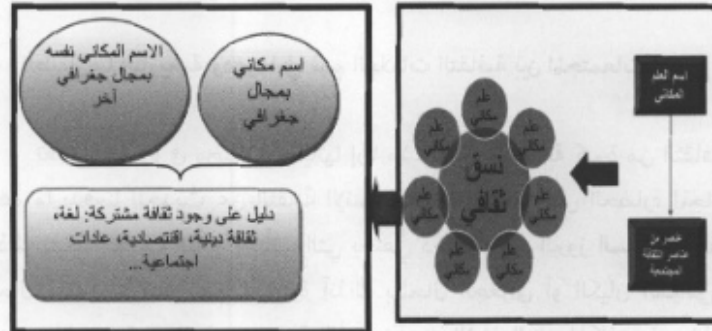 اسم العلم
المكاني
عنصر من
عناصر الثقافة
المجتمعية
نسق
ثقافي
علم
مكاني
علم
مكاني
علم
مكاني
علم
مكاني
علم
مكاني
علم
مكاني
علم
مكاني
اسم مكاني
بمجال
جغرافي
الاسم المكاني نفسه
بمجال جغرافي
آخر
دليل على وجود ثقافة مشتركة: لغة،
ثقافة دينية، اقتصادية، عادات
اجتماعية...